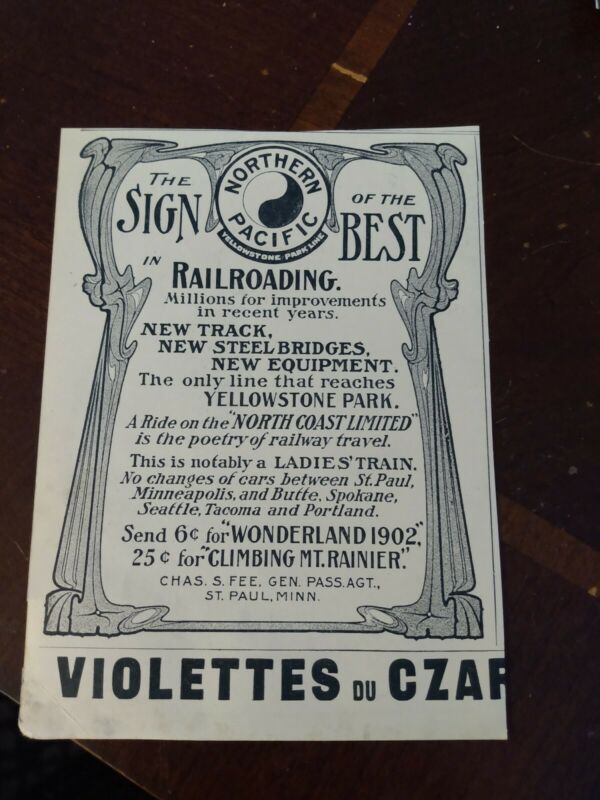 THE
SIGN
NORTHERN
PACIFIC
YELLOWSTONE PARK LINE
OF THE
BEST
IN RAILROADING.
Millions for improvements
in recent years.
NEW TRACK,
NEW STEEL BRIDGES,
NEW EQUIPMENT.
The only line that reaches
YELLOWSTONE PARK.
A Ride on the "NORTH COAST LIMITED"
is the poetry of railway travel.
This is notably a LADIES' TRAIN.
No changes of cars between St. Paul,
Minneapolis, and Butte, Spokane,
Seattle, Tacoma and Portland.
Send 6¢ for "WONDERLAND 1902",
25¢ for "CLIMBING MT. RAINIER."
CHAS. S. FEE, GEN. PASS. AGT.,
ST. PAUL, MINN.
VIOLETTES DU CZAR